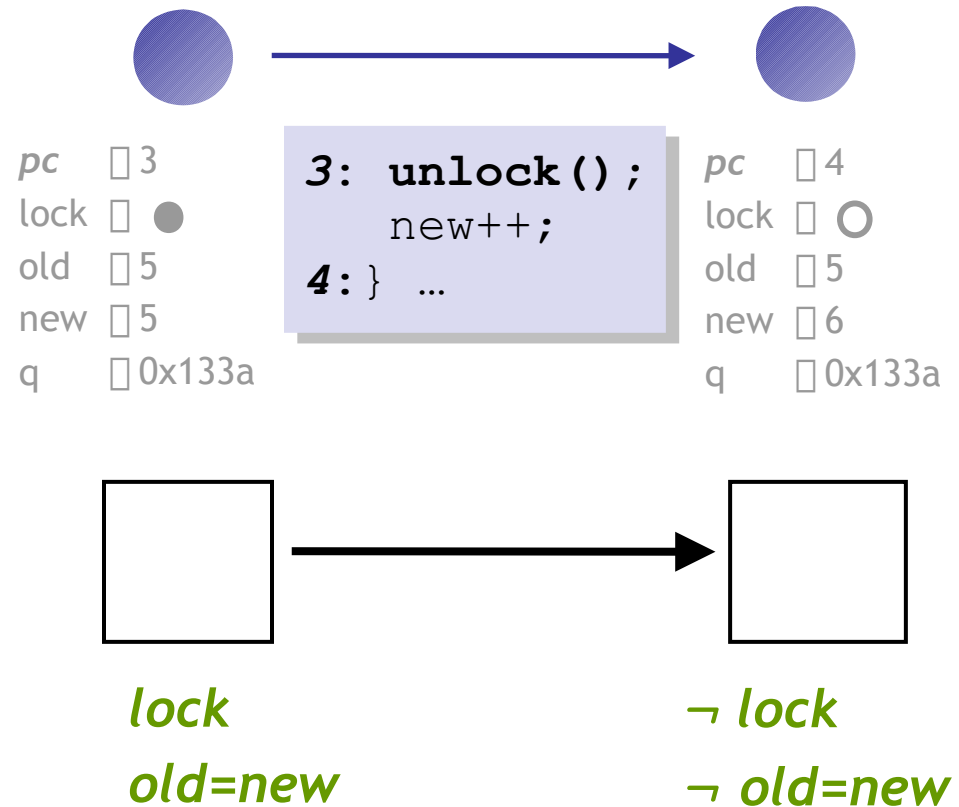 pc 3
lock
old 5
new 5
q 0x133a
3: unlock();
new++;
4:} …
pc 4
lock
old 5
new 6
q 0x133a
lock
old=new
¬ lock
¬ old=new